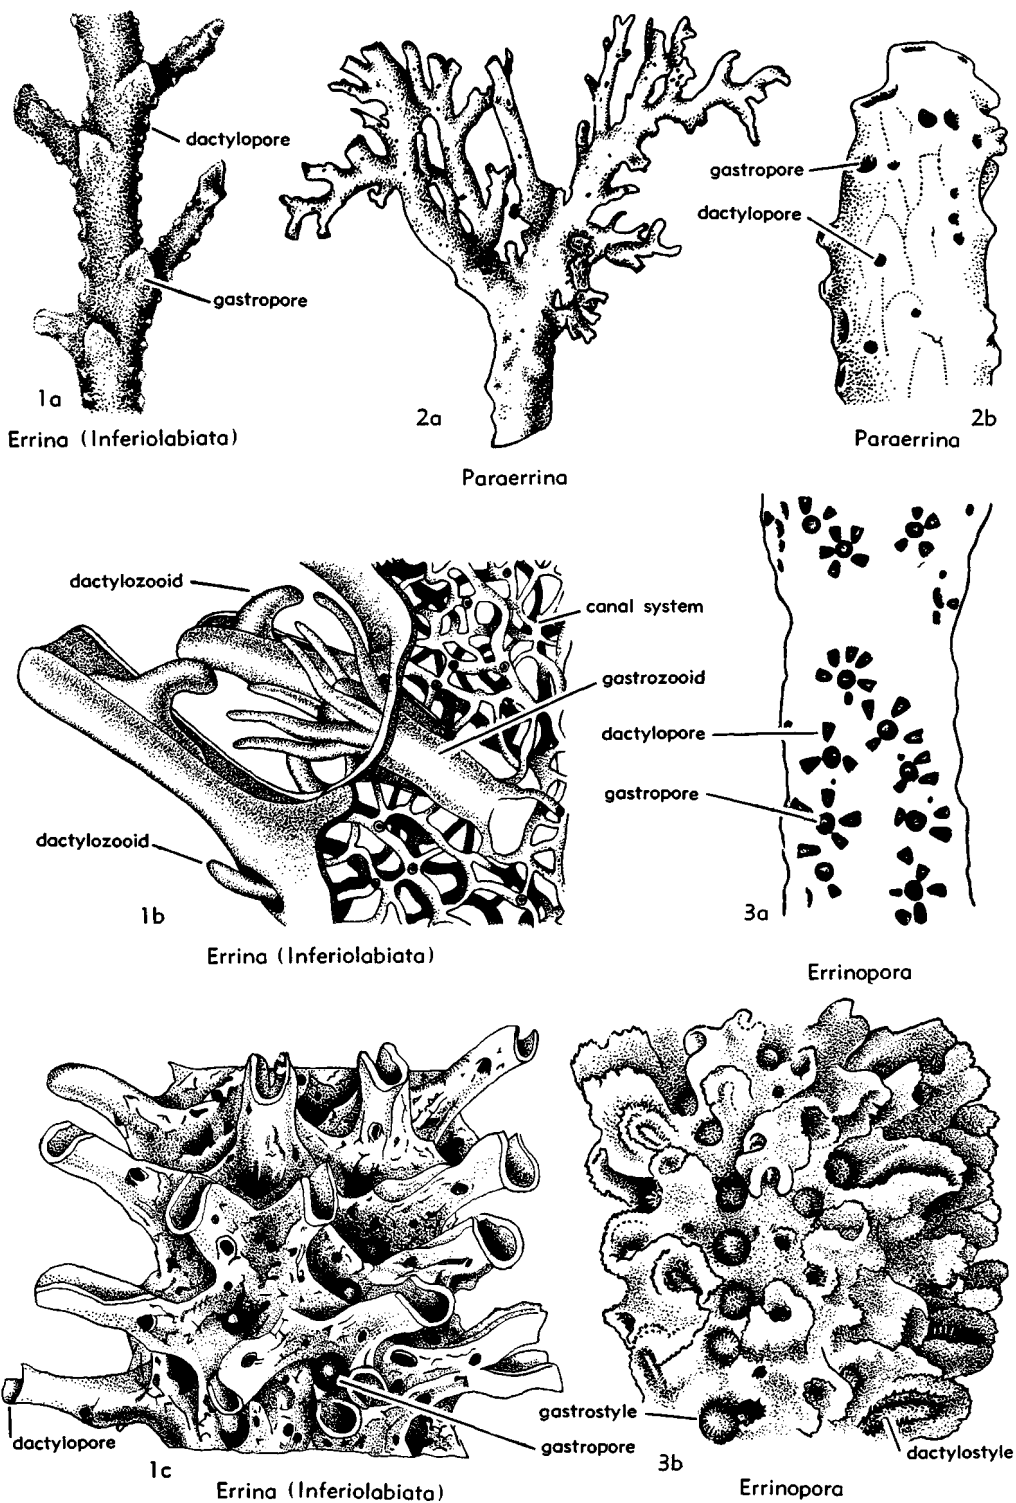 dactylopore
gastropore
1a
Errina (Inferiolabiata)
2a
Paraerrina
gastropore
dactylopore
2b
Paraerrina
dactylozooid
canal system
gastrozooid
dactylozooid
1b
Errina (Inferiolabiata)
dactylopore
gastropore
3a
Errinopora
dactylopore
gastropore
1c
Errina (Inferiolabiata)
gastrostyle
dactylostyle
3b
Errinopora